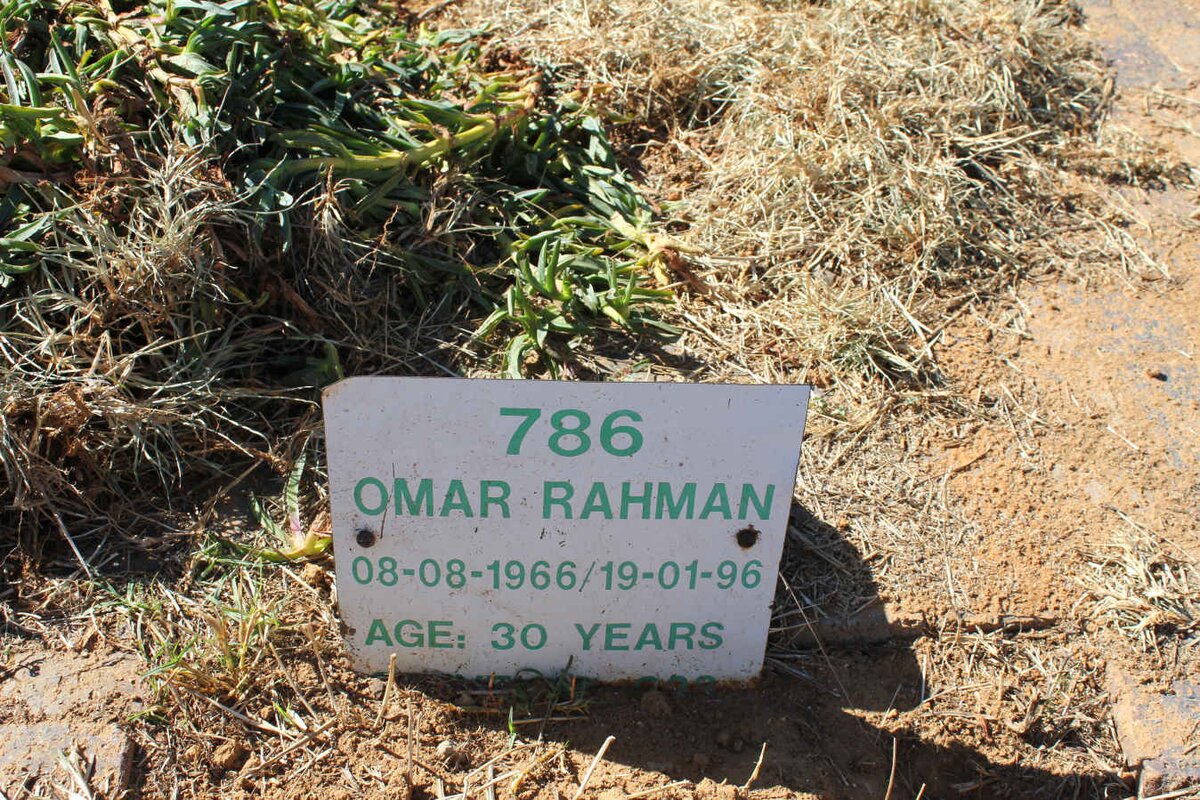 786
OMAR RAHMAN
08-08-1966/19-01-96
AGE: 30 YEARS